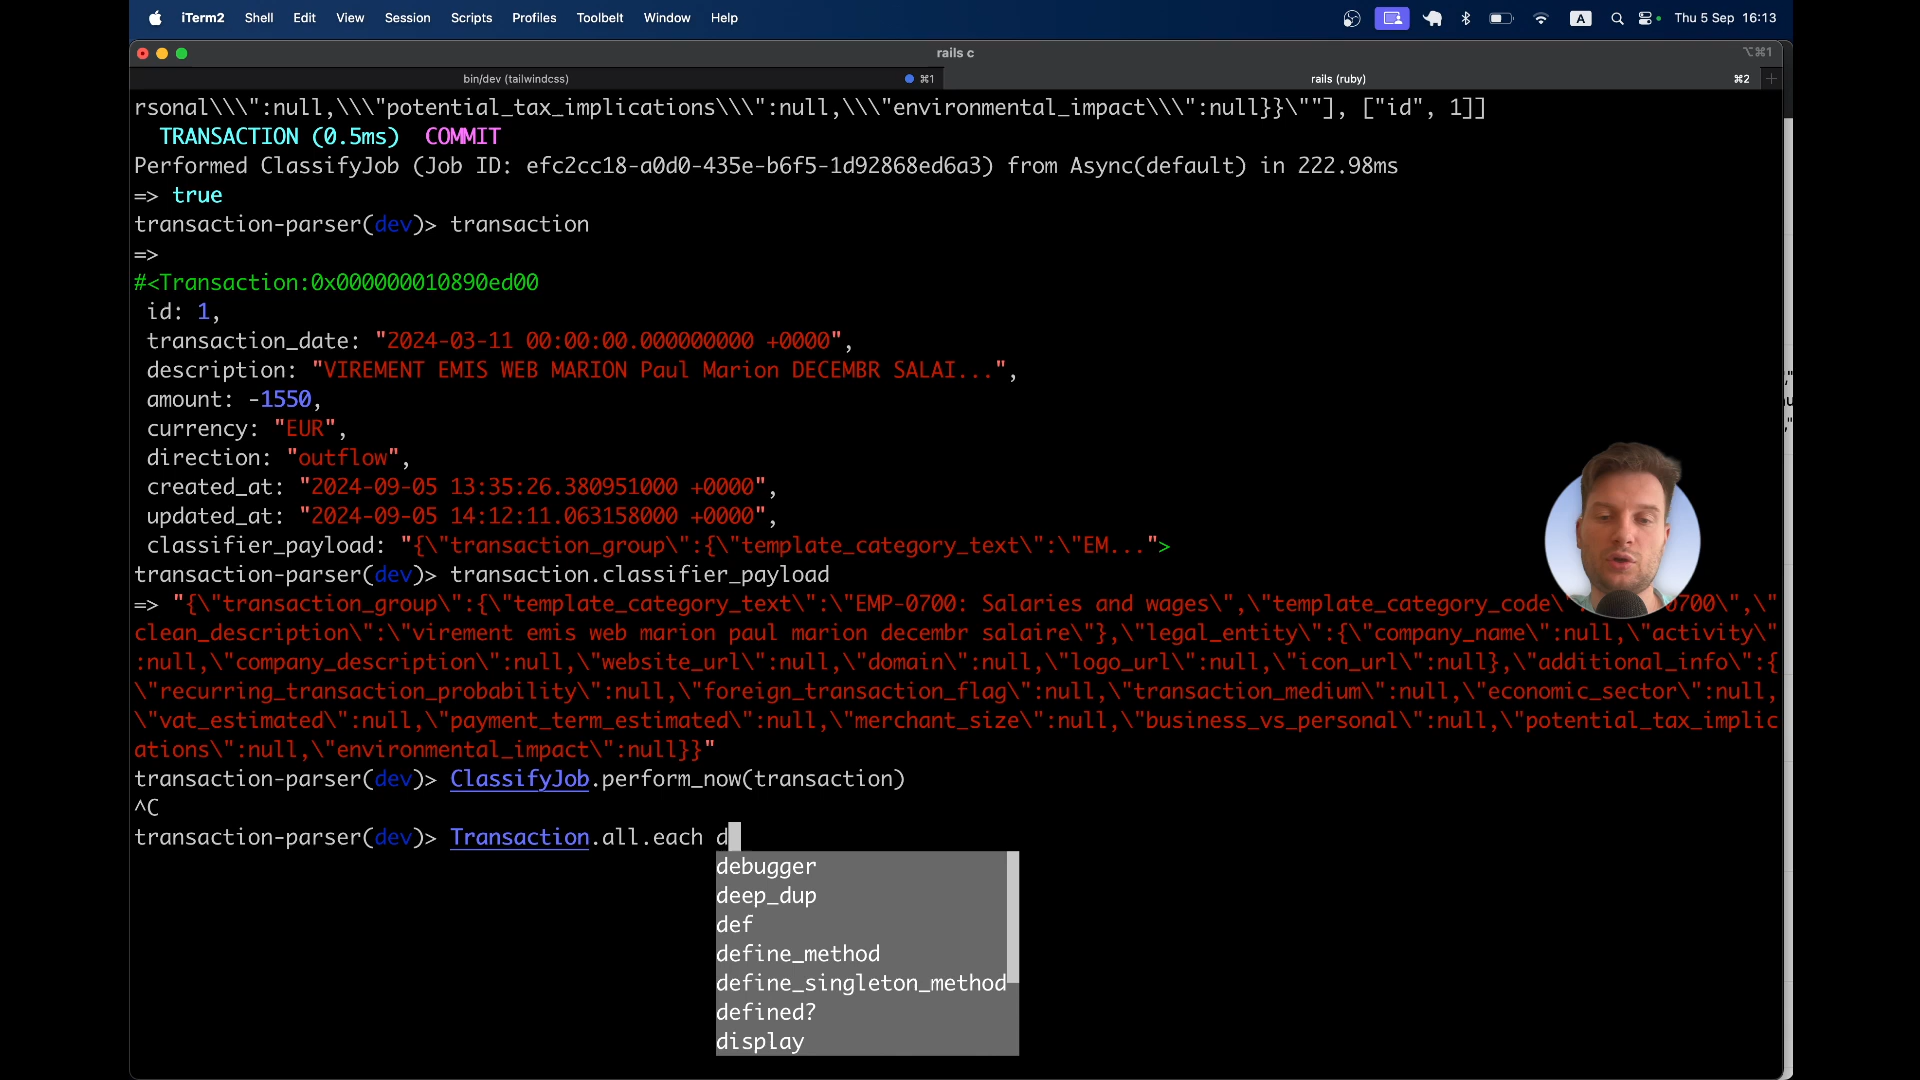 iTerm2 Shell Edit View Session Scripts Profiles Toolbelt Window Help A Thu 5 Sep 16:13
rails c ⌥⌘1
bin/dev (tailwindcss) ⌘1 rails (ruby) ⌘2
rsonal\\\":null,\\\"potential_tax_implications\\\":null,\\\"environmental_impact\\\":null}}\""], ["id", 1]]
TRANSACTION (0.5ms) COMMIT
Performed ClassifyJob (Job ID: efc2cc18-a0d0-435e-b6f5-1d92868ed6a3) from Async(default) in 222.98ms
=> true
transaction-parser(dev)> transaction
=>
#<Transaction:0x000000010890ed00
id: 1,
transaction_date: "2024-03-11 00:00:00.000000000 +0000",
description: "VIREMENT EMIS WEB MARION Paul Marion DECEMBR SALAI...",
amount: -1550,
currency: "EUR",
direction: "outflow",
created_at: "2024-09-05 13:35:26.380951000 +0000",
updated_at: "2024-09-05 14:12:11.063158000 +0000",
classifier_payload: "{\"transaction_group\":{\"template_category_text\":\"EM...">
transaction-parser(dev)> transaction.classifier_payload
=> "{\"transaction_group\":{\"template_category_text\":\"EMP-0700: Salaries and wages\",\"template_category_code\ 0700\",\"
clean_description\":\"virement emis web marion paul marion decembr salaire\"},\"legal_entity\":{\"company_name\":null,\"activity\"
:null,\"company_description\":null,\"website_url\":null,\"domain\":null,\"logo_url\":null,\"icon_url\":null},\"additional_info\":{
\"recurring_transaction_probability\":null,\"foreign_transaction_flag\":null,\"transaction_medium\":null,\"economic_sector\":null,
\"vat_estimated\":null,\"payment_term_estimated\":null,\"merchant_size\":null,\"business_vs_personal\":null,\"potential_tax_implic
ations\":null,\"environmental_impact\":null}}"
transaction-parser(dev)> ClassifyJob.perform_now(transaction)
^C
transaction-parser(dev)> Transaction.all.each d
debugger
deep_dup
def
define_method
define_singleton_method
defined?
display